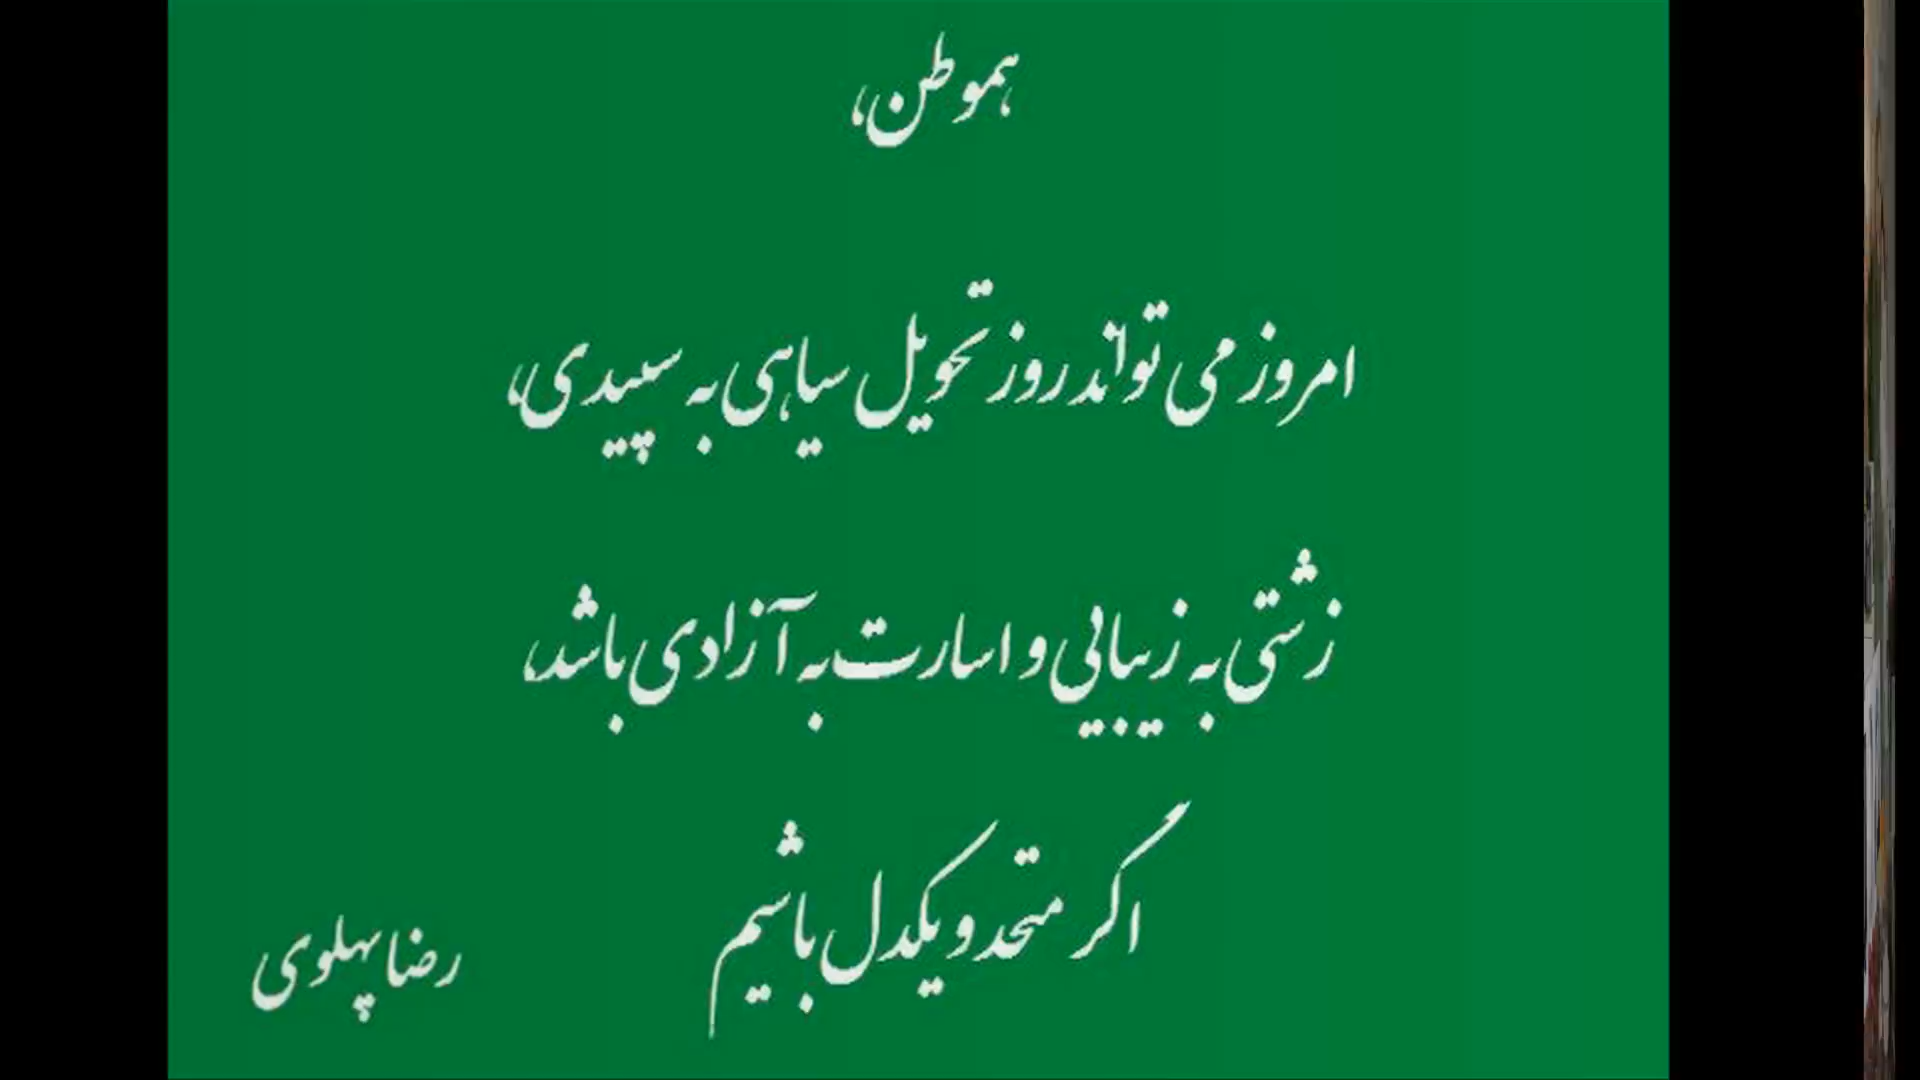 هموطن،
امروز می تواند روز تحویل سیاهی به سپیدی،
زشتی به زیبایی و اسارت به آزادی باشد،
اگر متحد و یکدل باشیم
رضا پهلوی